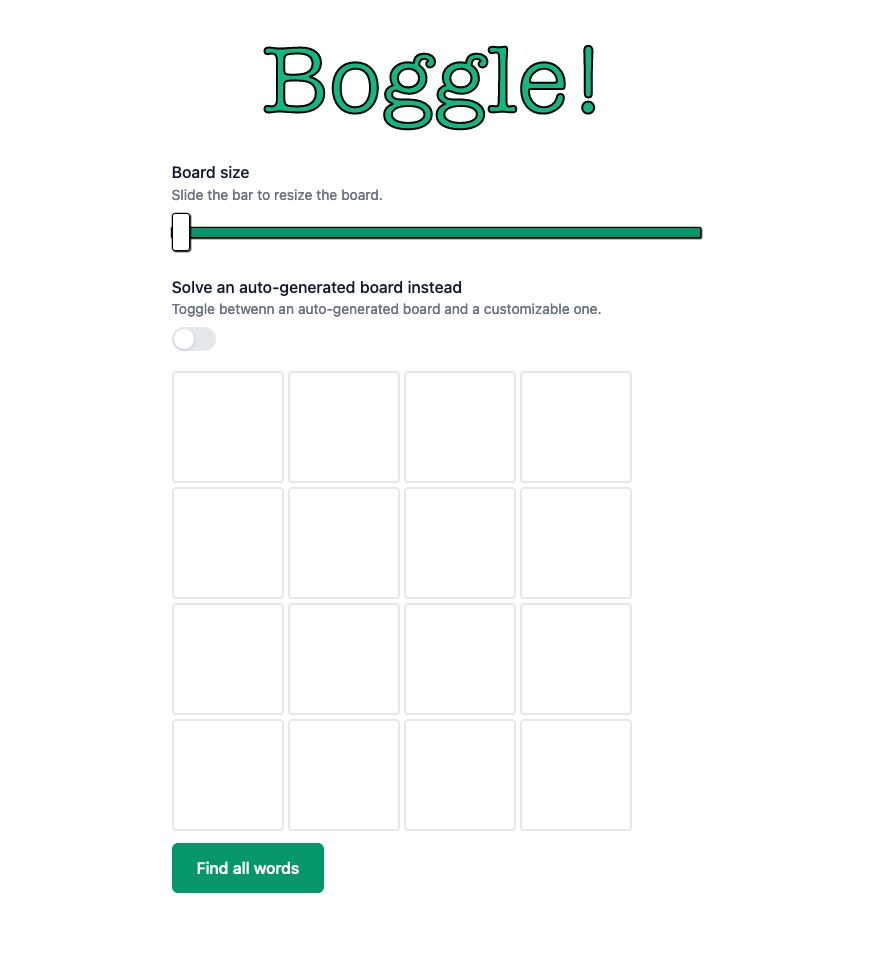 Boggle!
Board size
Slide the bar to resize the board.
Solve an auto-generated board instead
Toggle betwenn an auto-generated board and a customizable one.
Find all words